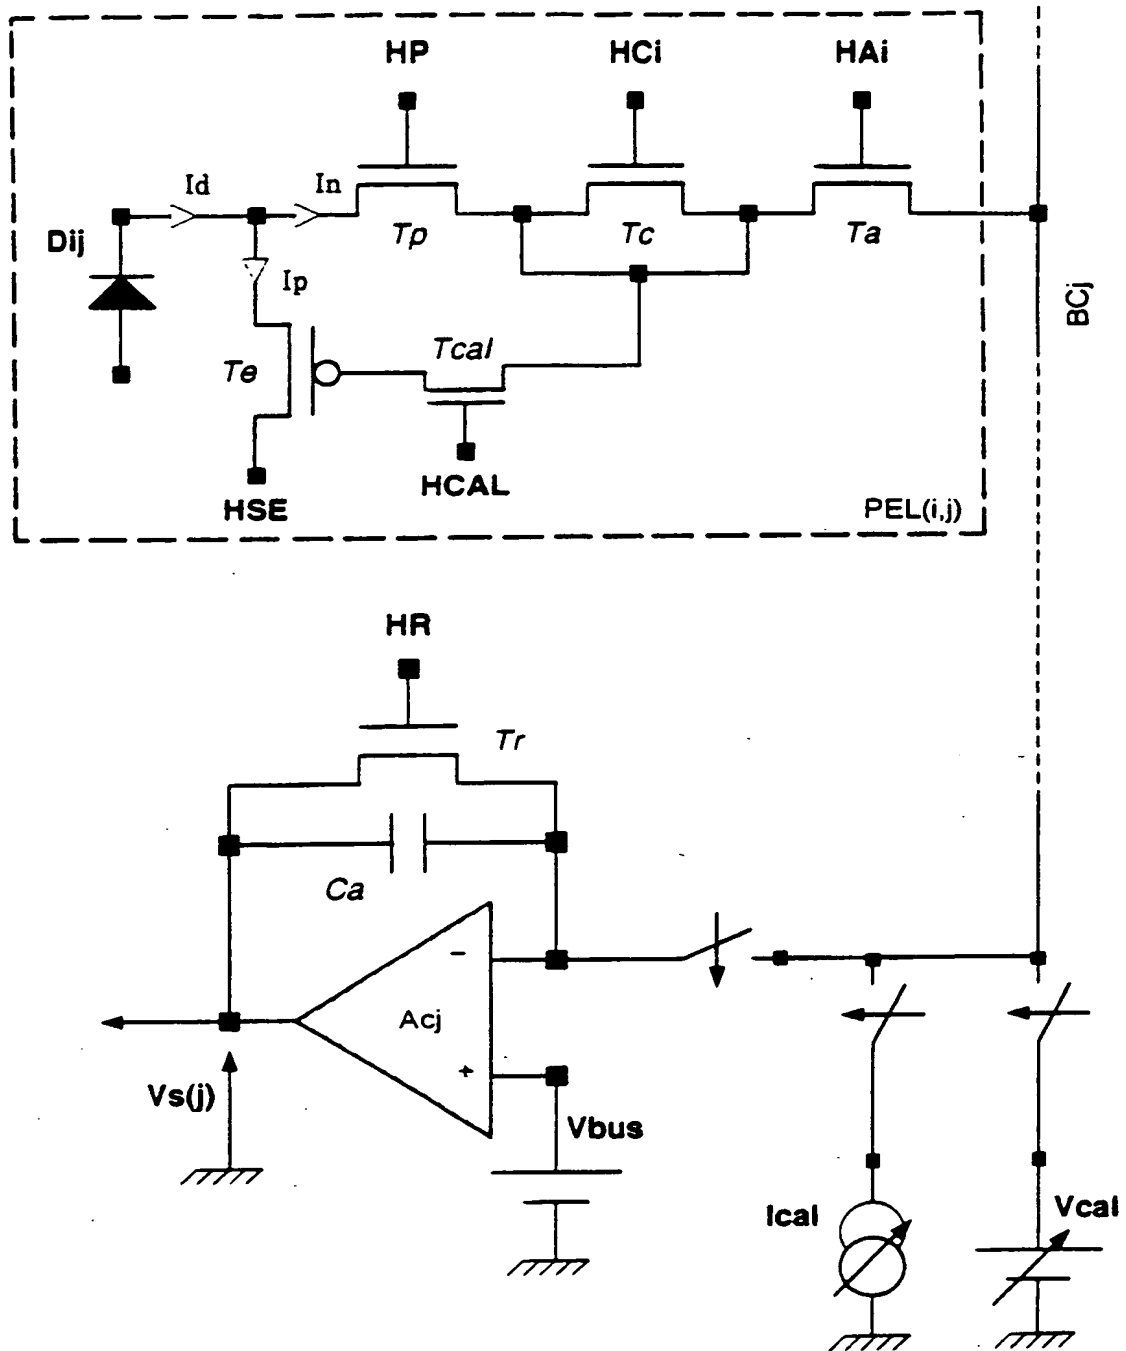 HP HCi HAi
Id In
Dij Tp Tc Ta
Ip
BCj
Te Tcal
HCAL
HSE PEL(i,j)
HR
Tr
Ca
-
Acj
+
Vs(j) Vbus
Ical Vcal